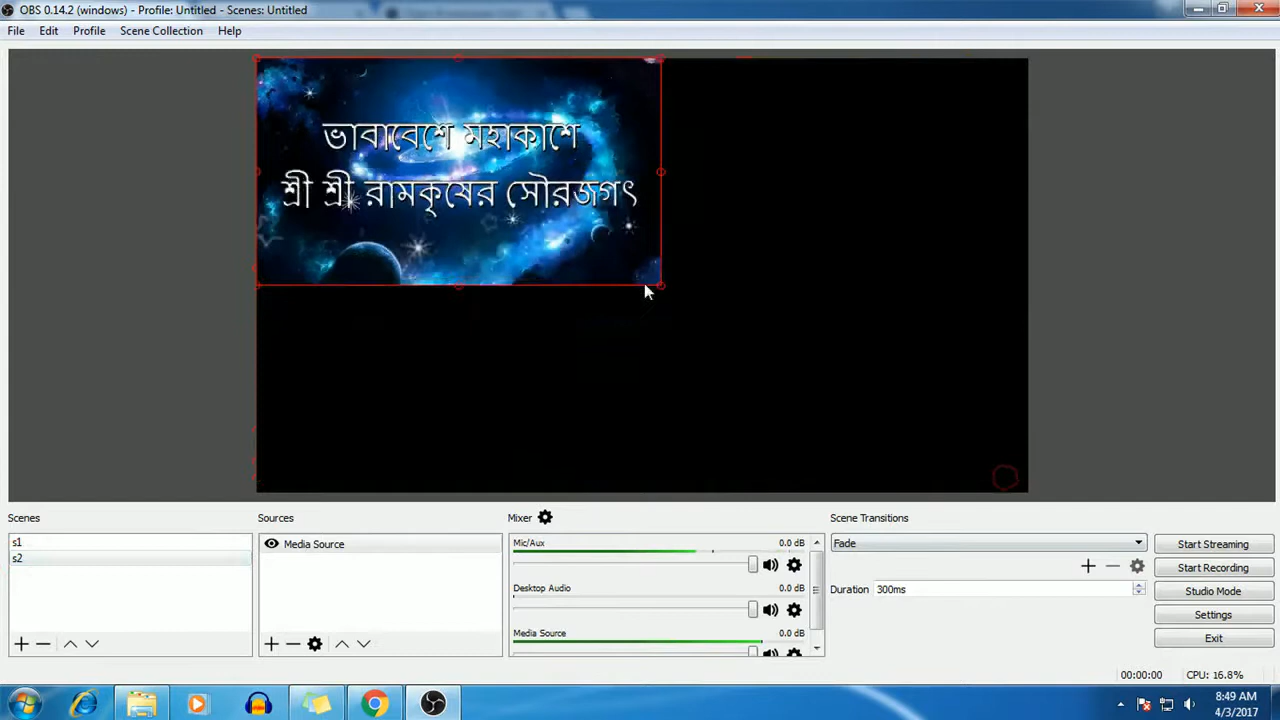 OBS 0.14.2 (windows) - Profile: Untitled - Scenes: Untitled
File Edit Profile Scene Collection Help
ভাবাবেশে মহাকাশে
শ্রী শ্রী রামকৃষের সৌরজগৎ
Scenes
s1
s2
Sources
Media Source
Mixer
Mic/Aux 0.0 dB
Desktop Audio 0.0 dB
Media Source 0.0 dB
Scene Transitions
Fade
Duration 300ms
Start Streaming
Start Recording
Studio Mode
Settings
Exit
00:00:00 CPU: 16.8%
8:49 AM
4/3/2017